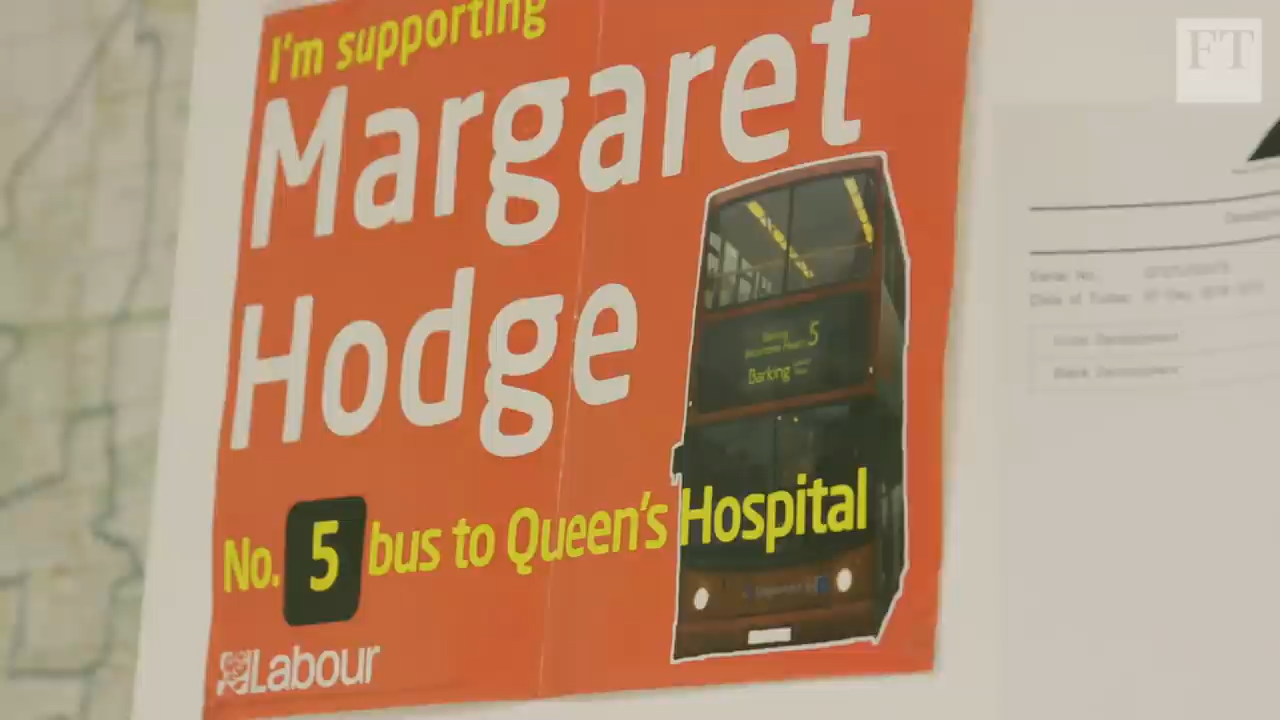 I'm supporting
FT
Margaret
Hodge
5
Barking
No. 5 bus to Queen's Hospital
Labour